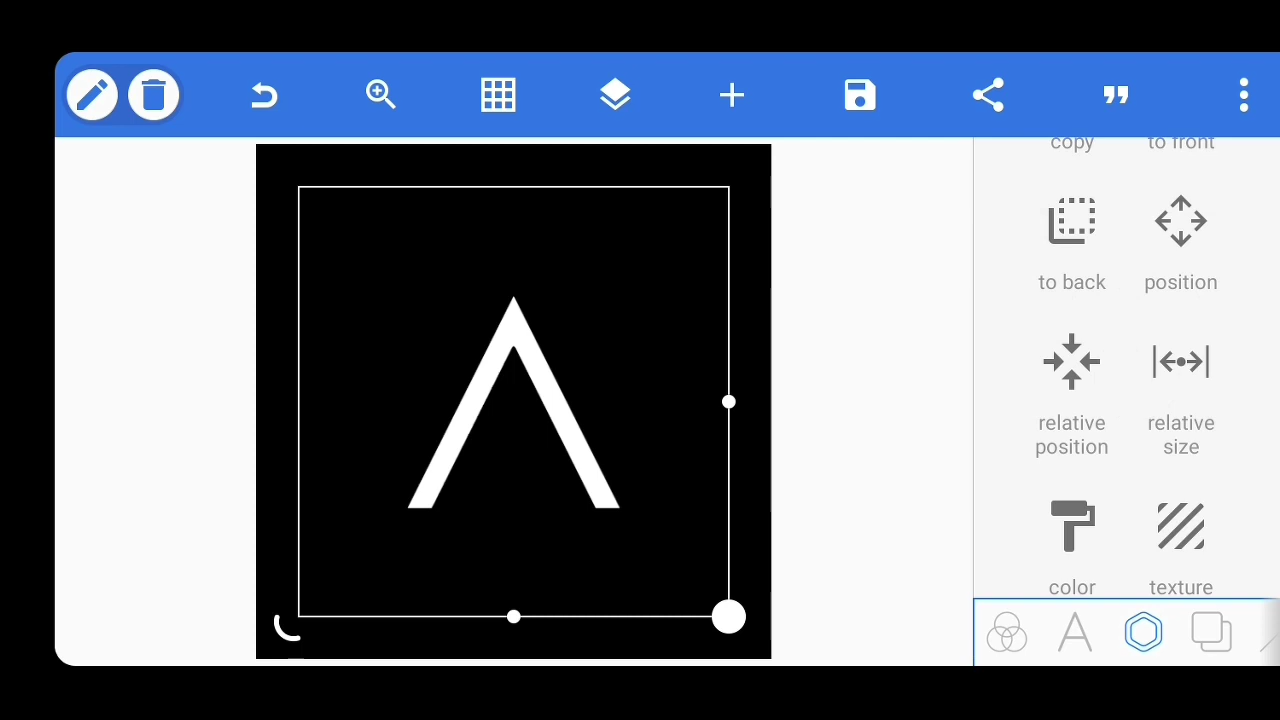 copy
to front
to back
position
relative
position
relative
size
color
texture